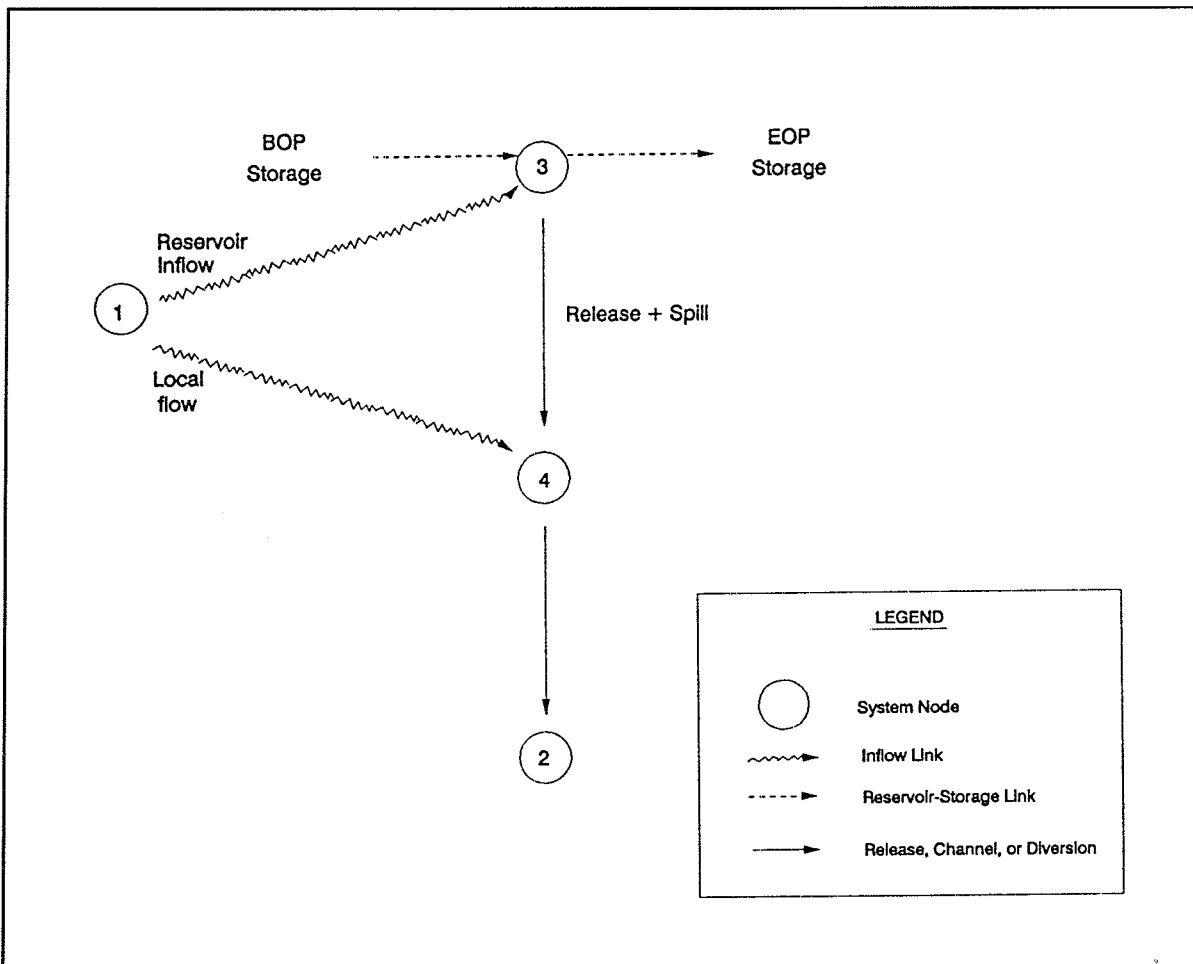 BOP
Storage
3
EOP
Storage
Reservoir
Inflow
1
Release + Spill
Local
flow
4
2
LEGEND
System Node
Inflow Link
Reservoir-Storage Link
Release, Channel, or Diversion